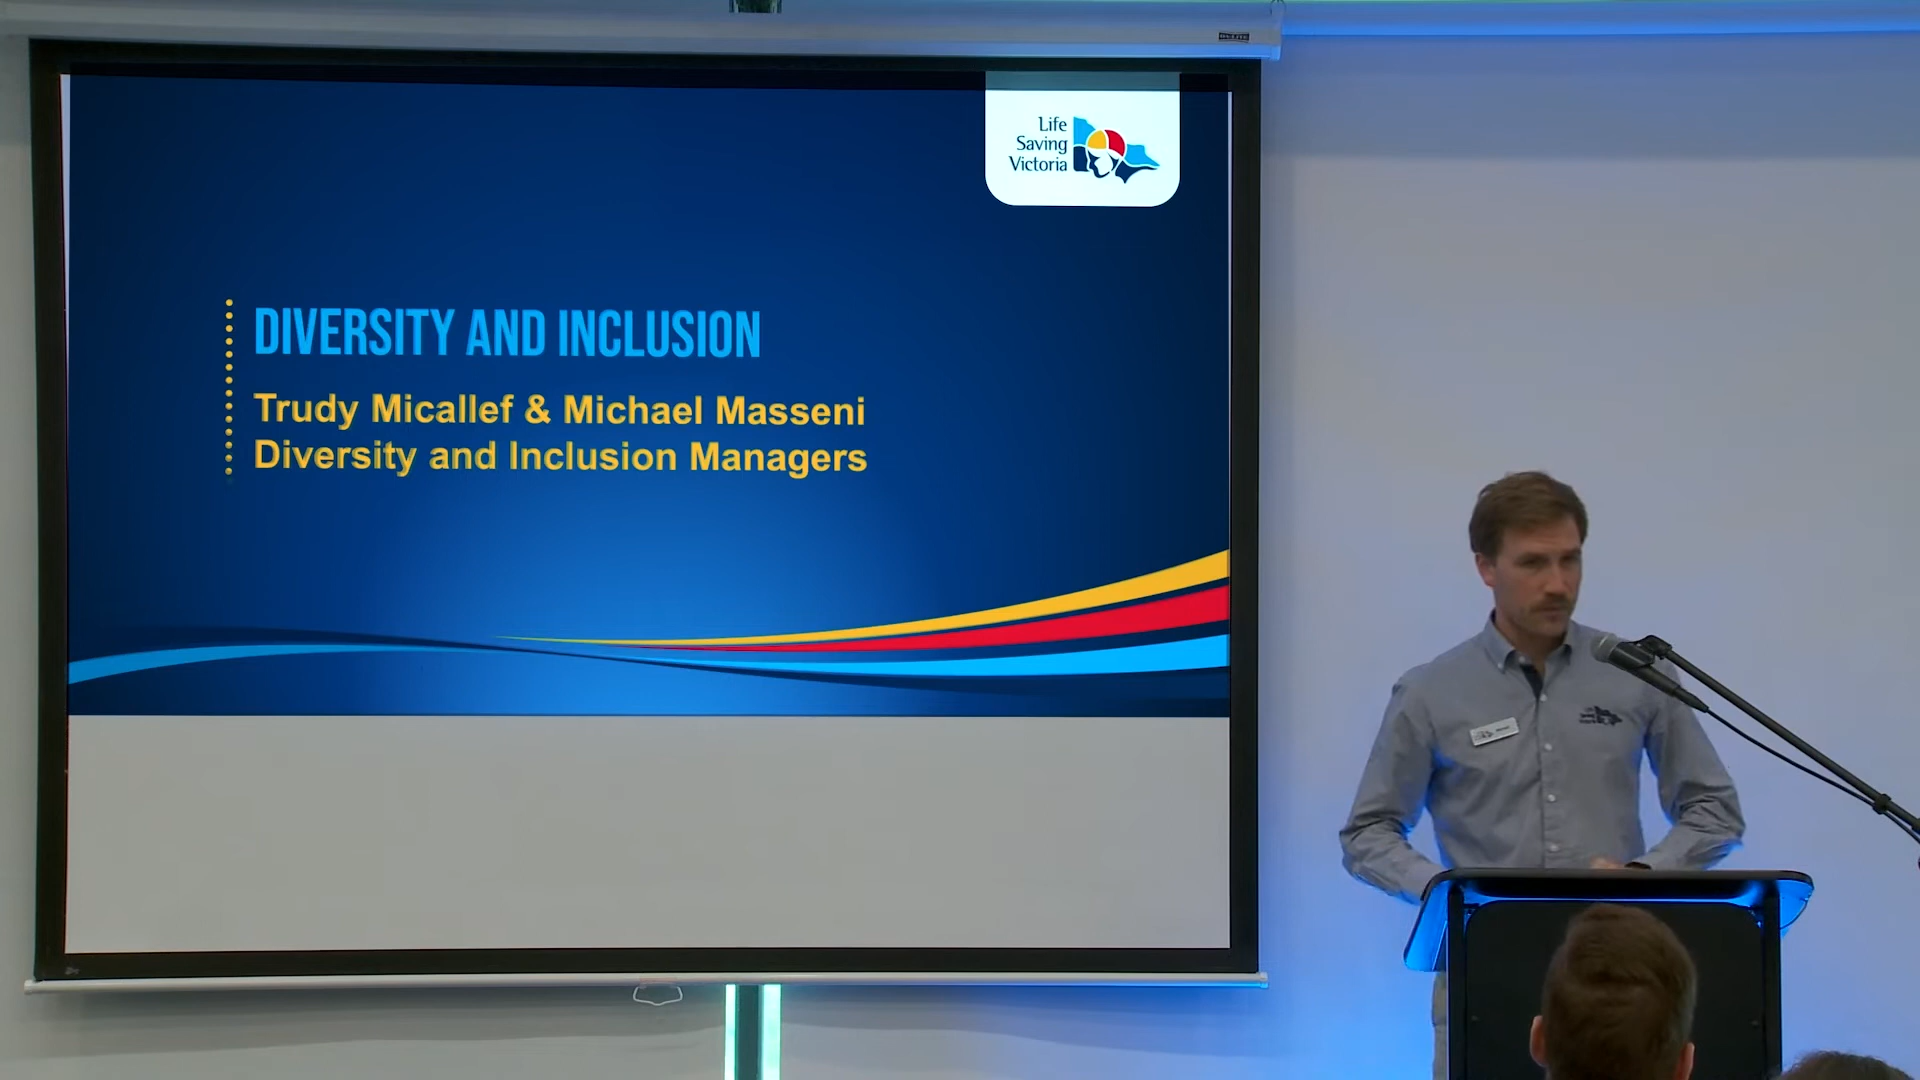 Life
Saving
Victoria
DIVERSITY AND INCLUSION
Trudy Micallef & Michael Masseni
Diversity and Inclusion Managers